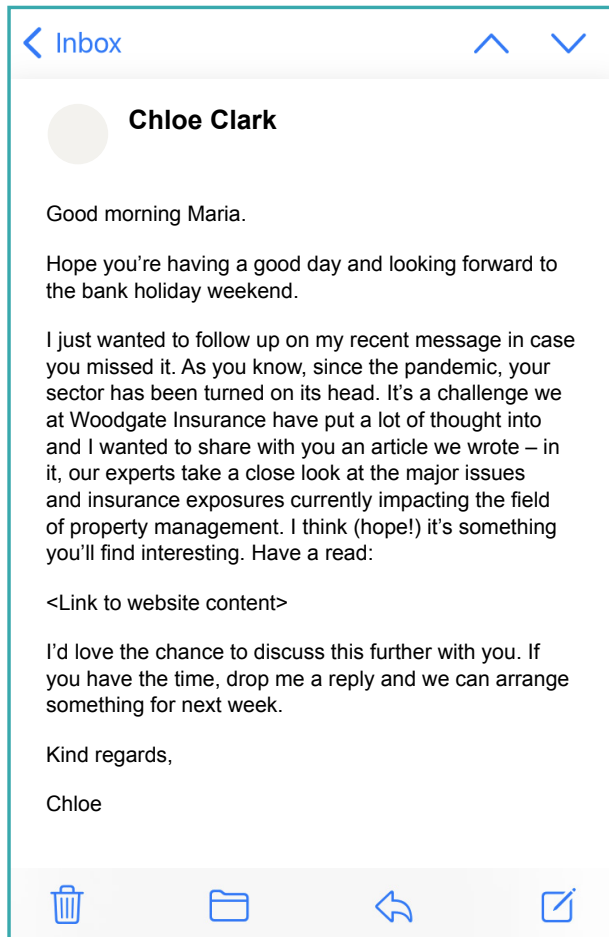 Inbox
Chloe Clark
Good morning Maria.
Hope you’re having a good day and looking forward to
the bank holiday weekend.
I just wanted to follow up on my recent message in case
you missed it. As you know, since the pandemic, your
sector has been turned on its head. It’s a challenge we
at Woodgate Insurance have put a lot of thought into
and I wanted to share with you an article we wrote – in
it, our experts take a close look at the major issues
and insurance exposures currently impacting the field
of property management. I think (hope!) it’s something
you’ll find interesting. Have a read:
<Link to website content>
I’d love the chance to discuss this further with you. If
you have the time, drop me a reply and we can arrange
something for next week.
Kind regards,
Chloe